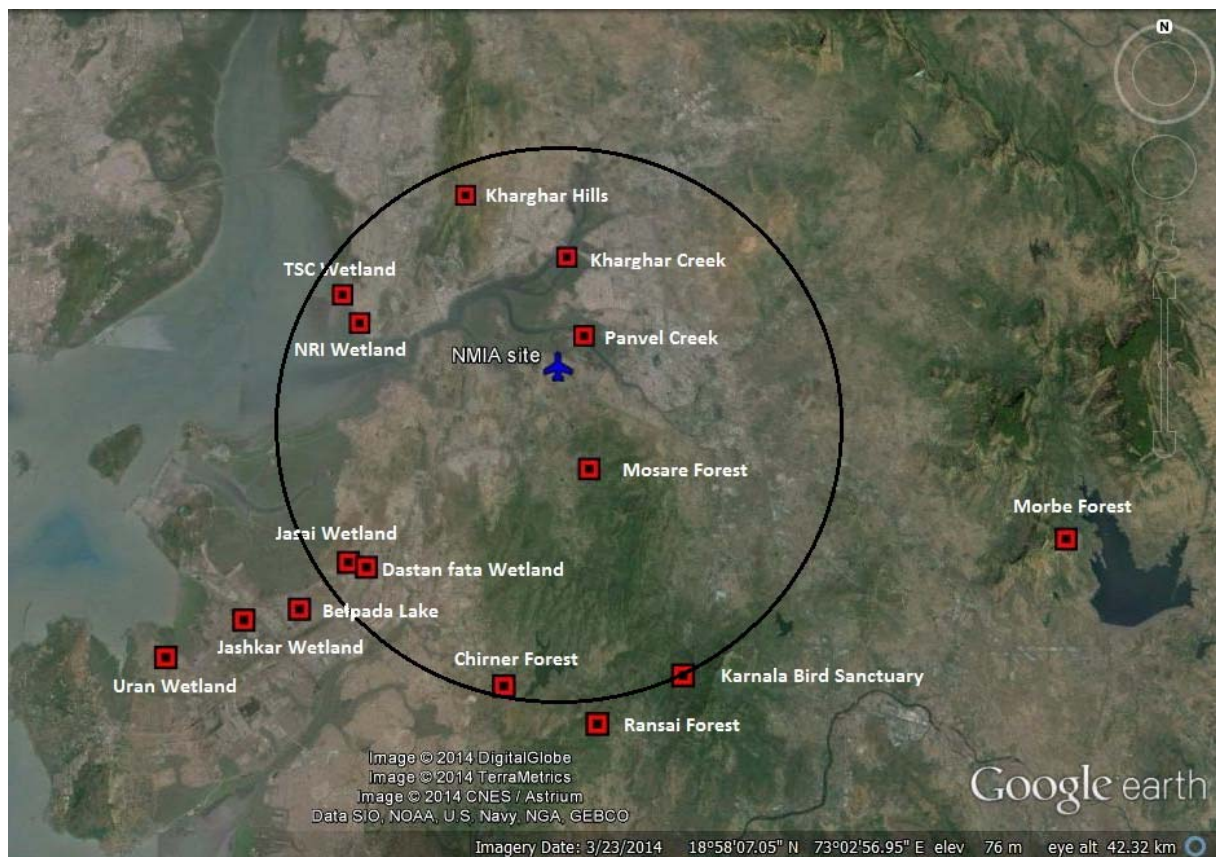 N
Kharghar Hills
Kharghar Creek
TSC Wetland
NRI Wetland
Panvel Creek
NMIA site
Mosare Forest
Morbe Forest
Jasai Wetland
Dastan fata Wetland
Belpada Lake
Jashkar Wetland
Uran Wetland
Chirner Forest
Karnala Bird Sanctuary
Ransai Forest
Image © 2014 DigitalGlobe
Image © 2014 TerraMetrics
Image © 2014 CNES / Astrium
Data SIO, NOAA, U.S. Navy, NGA, GEBCO
Google earth
Imagery Date: 3/23/2014 18°58'07.05" N 73°02'56.95" E elev 76 m eye alt 42.32 km